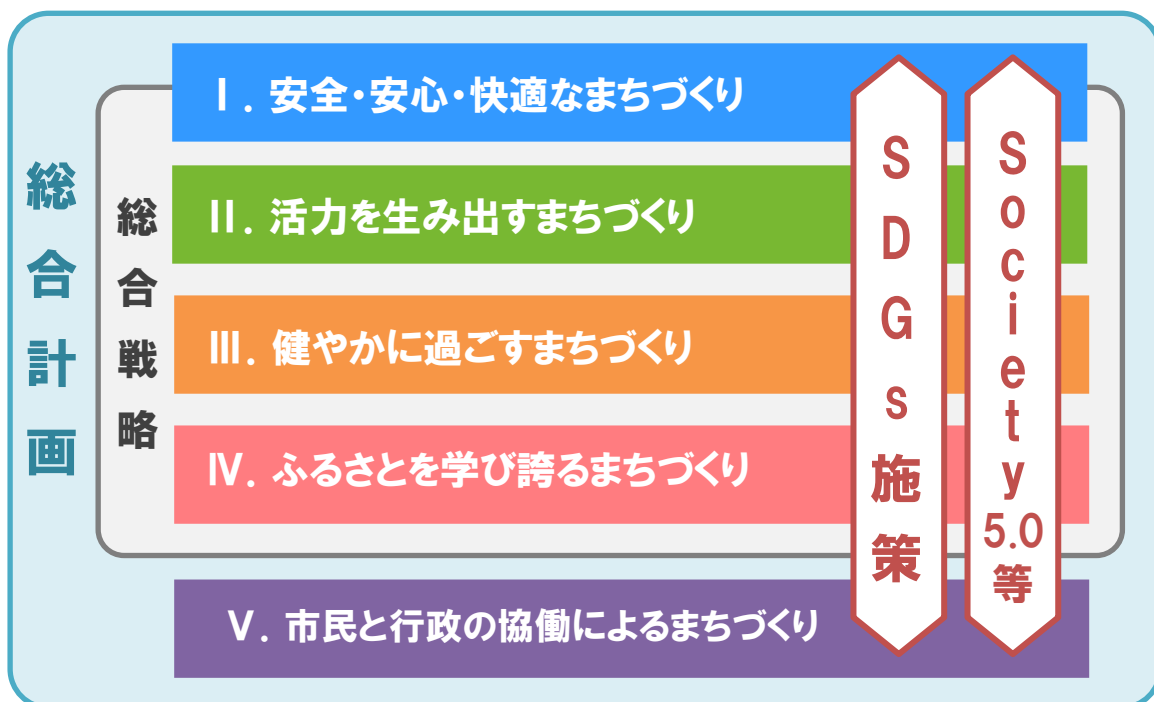 総合計画
総合戦略
Ⅰ. 安全・安心・快適なまちづくり
Ⅱ. 活力を生み出すまちづくり
Ⅲ. 健やかに過ごすまちづくり
Ⅳ. ふるさとを学び誇るまちづくり
Ⅴ. 市民と行政の協働によるまちづくり
SDGs施策
Society5.0等